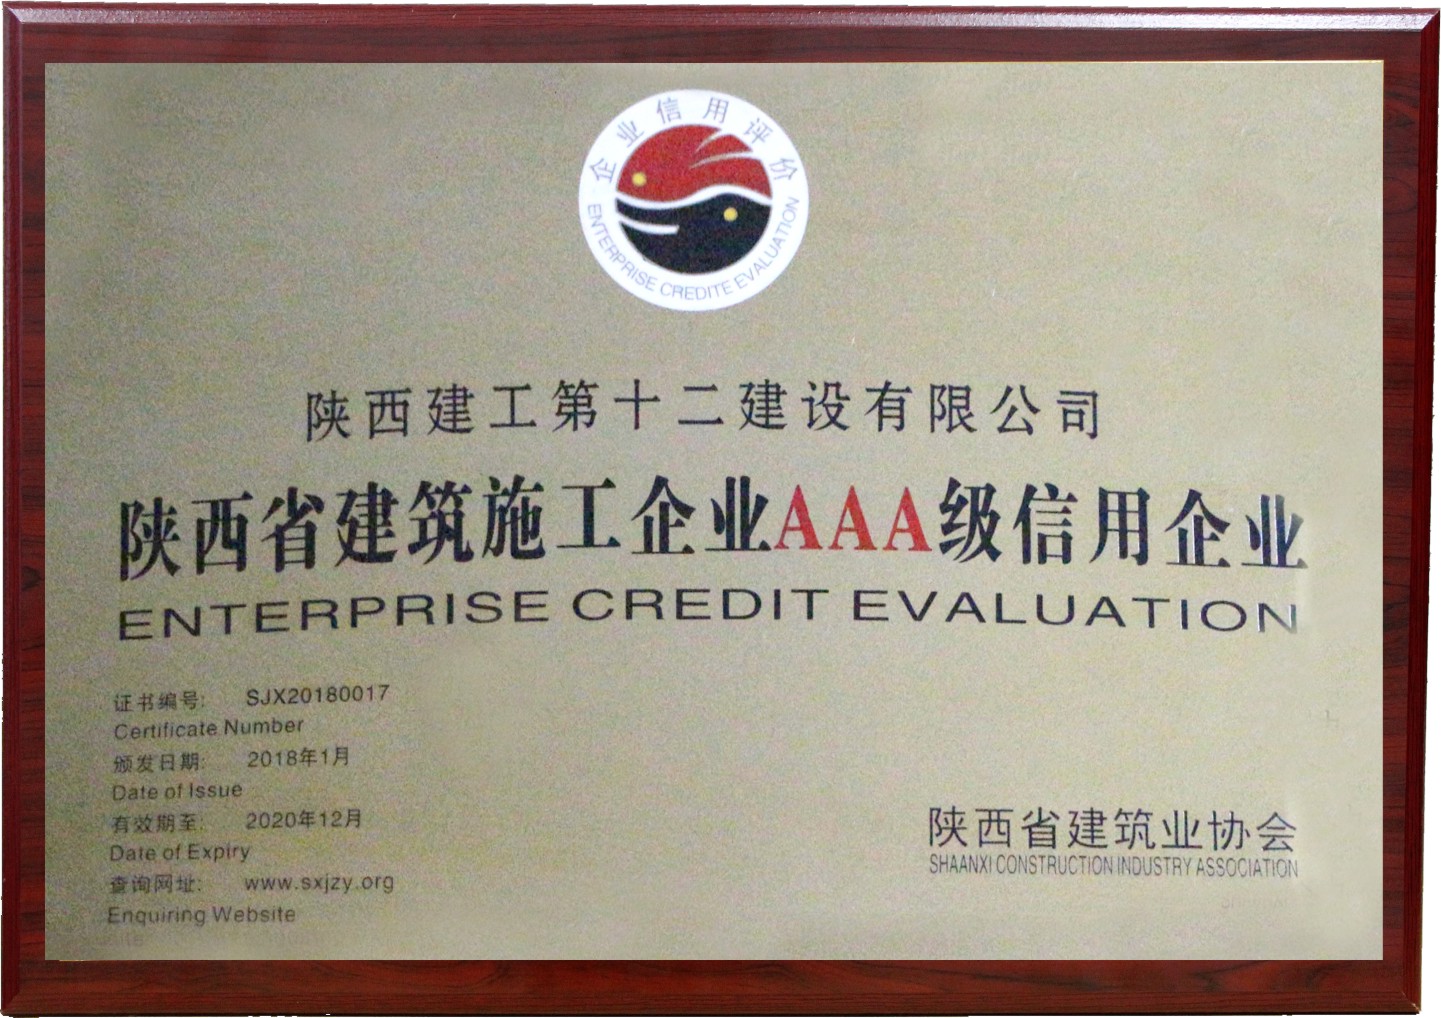 企业信用评价
ENTERPRISE CREDITE EVALUATION
陕西建工第十二建设有限公司
陕西省建筑施工企业AAA级信用企业
ENTERPRISE CREDIT EVALUATION
证书编号: SJX20180017
Certificate Number
颁发日期: 2018年1月
Date of Issue
有效期至: 2020年12月
Date of Expiry
查询网址: www.sxjzy.org
Enquiring Website
陕西省建筑业协会
SHAANXI CONSTRUCTION INDUSTRY ASSOCIATION